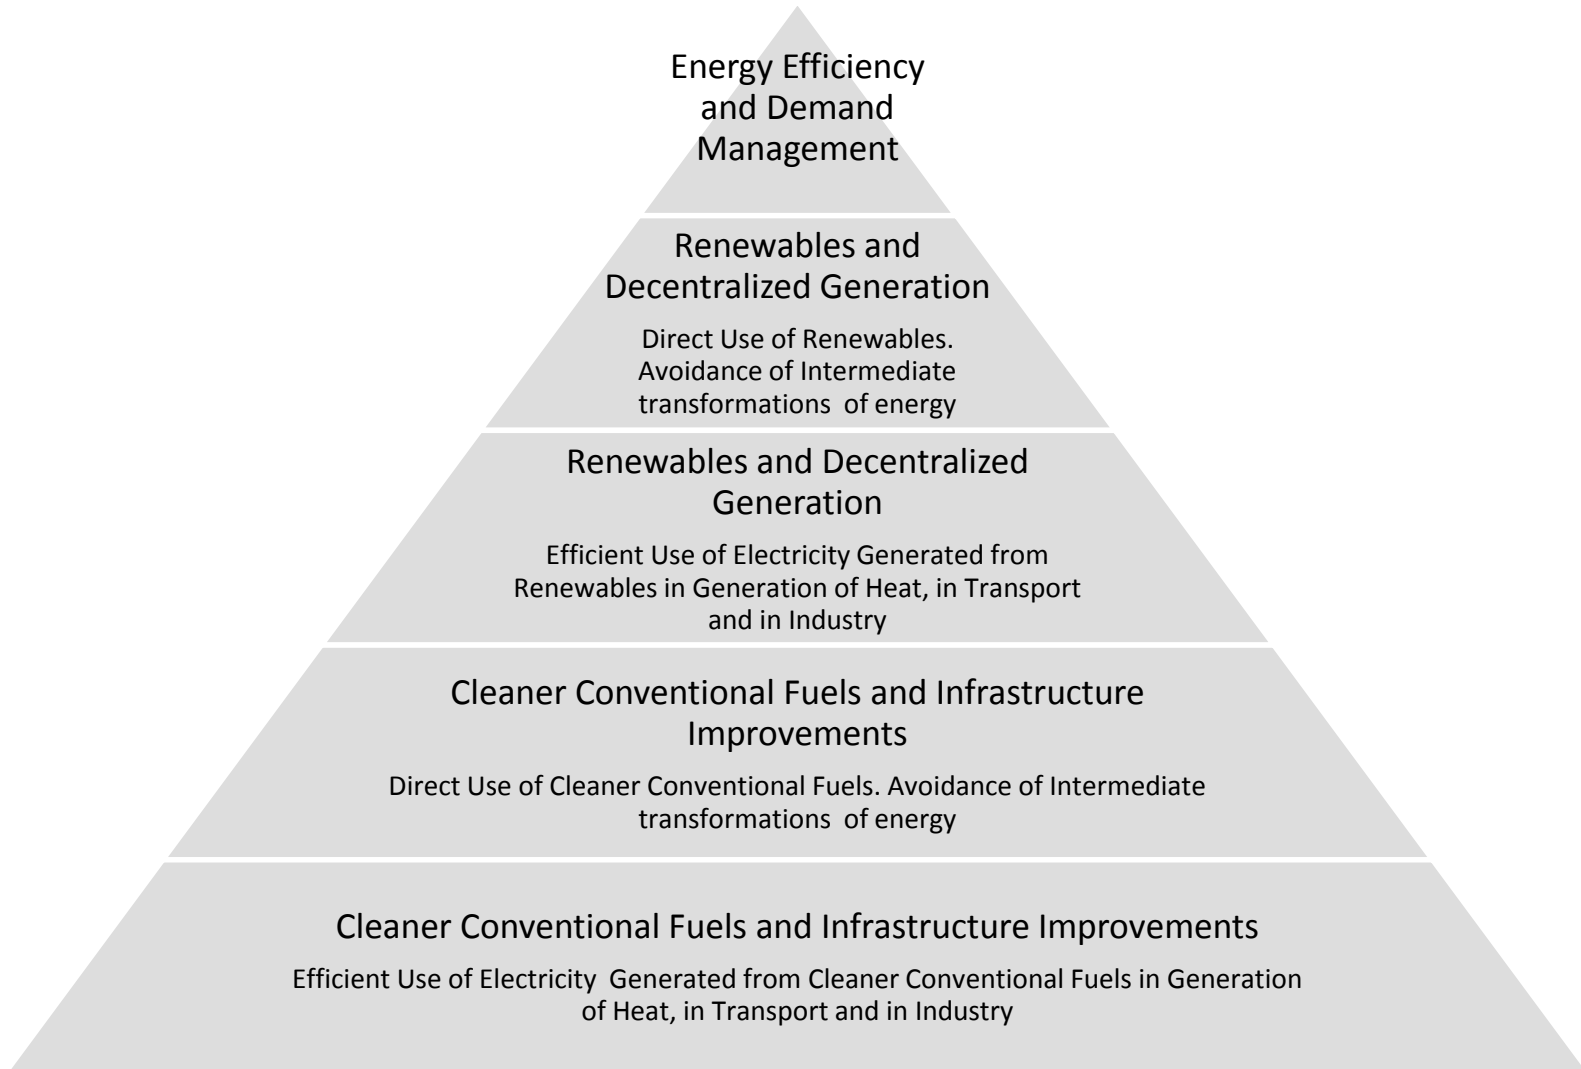 Energy Efficiency
and Demand
Management
Renewables and
Decentralized Generation
Direct Use of Renewables.
Avoidance of Intermediate
transformations  of energy
Renewables and Decentralized
Generation
Efficient Use of Electricity Generated from
Renewables in Generation of Heat, in Transport
and in Industry
Cleaner Conventional Fuels and Infrastructure
Improvements
Direct Use of Cleaner Conventional Fuels. Avoidance of Intermediate
transformations  of energy
Cleaner Conventional Fuels and Infrastructure Improvements
Efficient Use of Electricity  Generated from Cleaner Conventional Fuels in Generation
of Heat, in Transport and in Industry